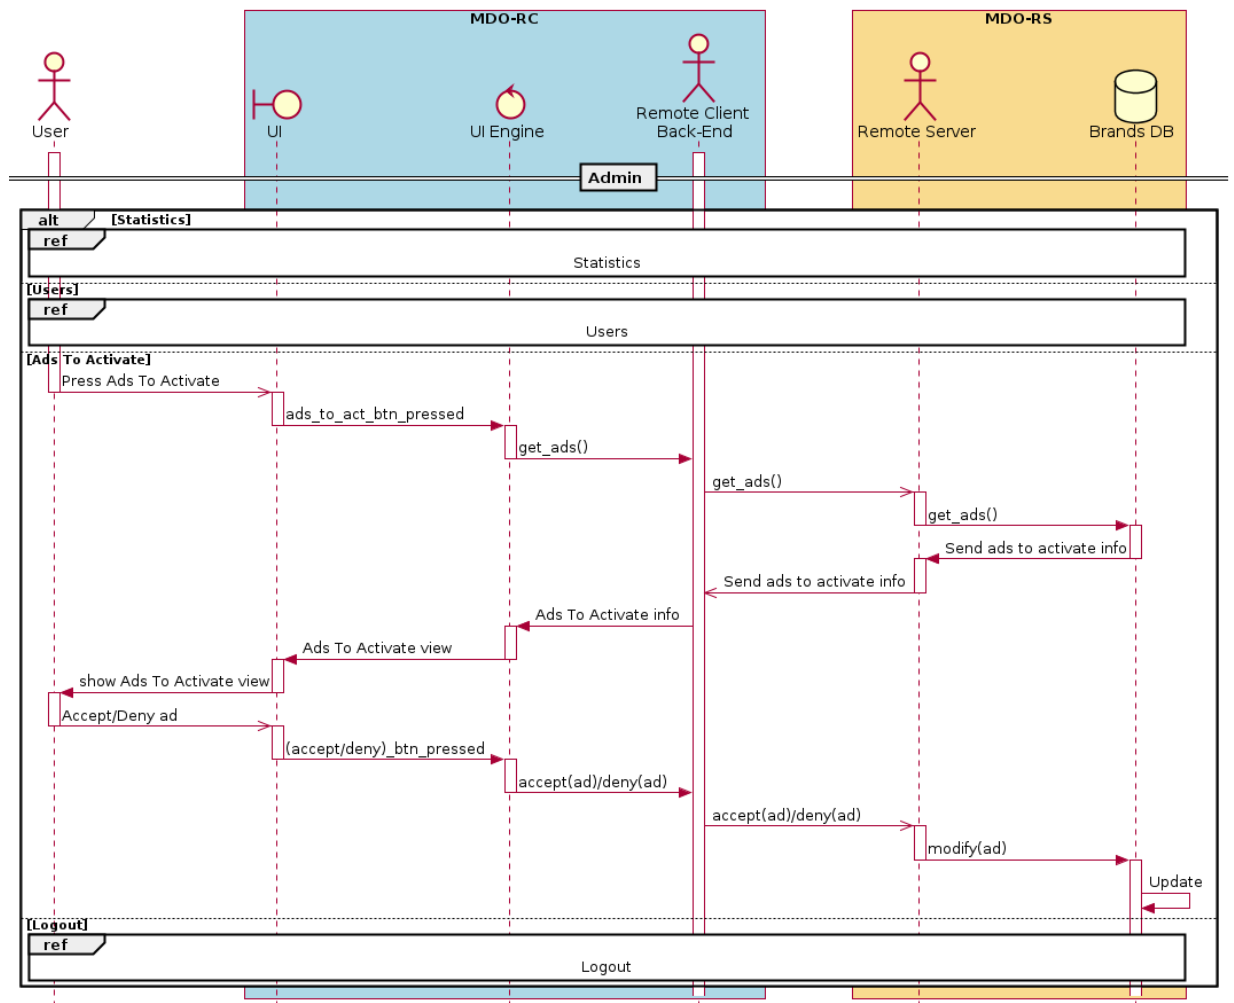 MDO-RC
MDO-RS
User
UI
UI Engine
Remote Client
Back-End
Remote Server
Brands DB
Admin
alt
[Statistics]
ref
Statistics
[Users]
ref
Users
[Ads To Activate]
Press Ads To Activate
ads_to_act_btn_pressed
get_ads()
get_ads()
get_ads()
Send ads to activate info
Send ads to activate info
Ads To Activate info
Ads To Activate view
show Ads To Activate view
Accept/Deny ad
(accept/deny)_btn_pressed
accept(ad)/deny(ad)
accept(ad)/deny(ad)
modify(ad)
Update
[Logout]
ref
Logout